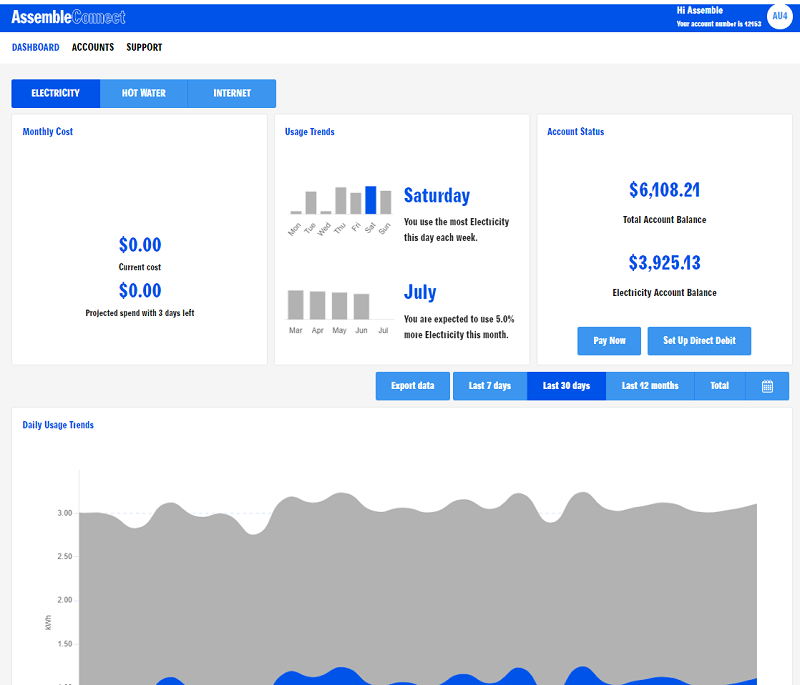 AssembleConnect
Hi Assemble
Your account number is 12153
AU4
DASHBOARD ACCOUNTS SUPPORT
ELECTRICITY HOT WATER INTERNET
Monthly Cost
$0.00
Current cost
$0.00
Projected spend with 3 days left
Usage Trends
Mon Tue Wed Thu Fri Sat Sun
Saturday
You use the most Electricity
this day each week.
Mar Apr May Jun Jul
July
You are expected to use 5.0%
more Electricity this month.
Account Status
$6,108.21
Total Account Balance
$3,925.13
Electricity Account Balance
Pay Now Set Up Direct Debit
Export data Last 7 days Last 30 days Last 12 months Total
Daily Usage Trends
3.00
2.50
2.00
kWh
1.50